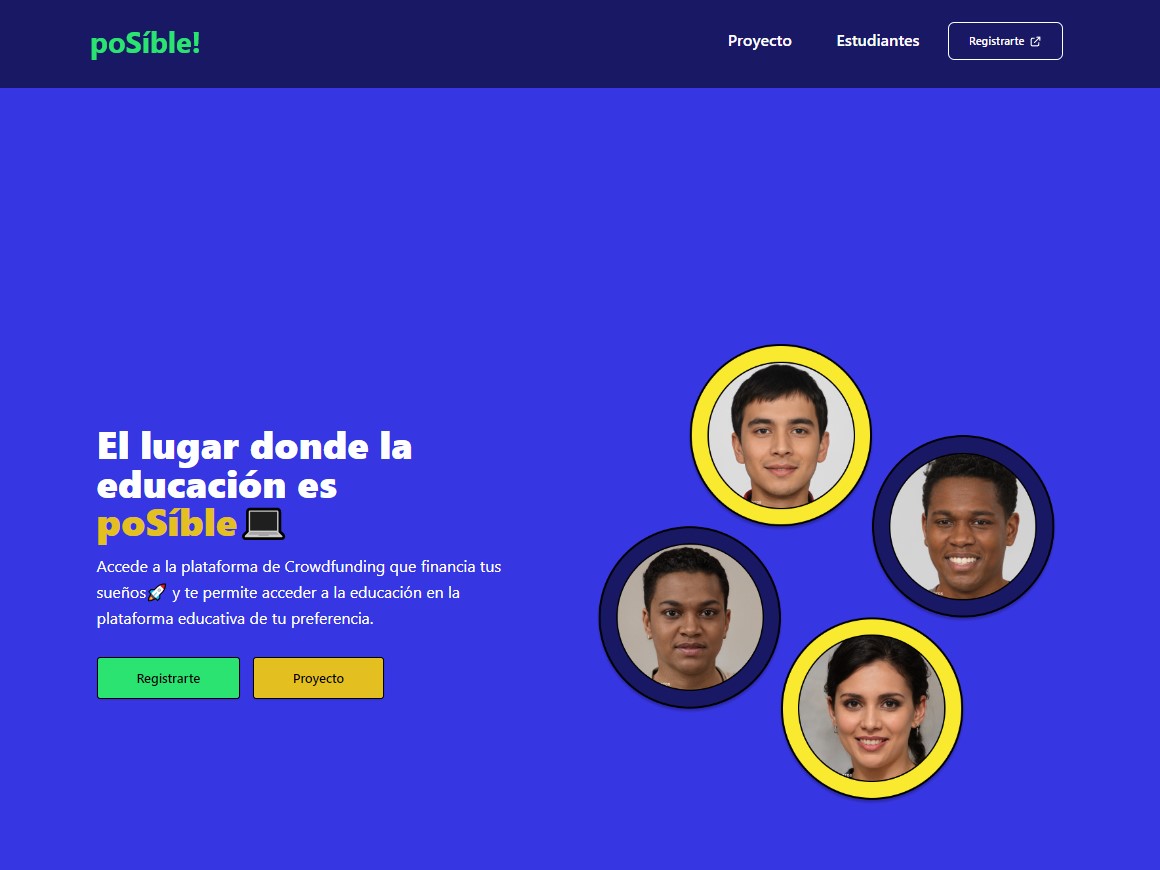 poSíble!
Proyecto
Estudiantes
Registrarte
El lugar donde la
educación es
poSíble💻
Accede a la plataforma de Crowdfunding que financia tus
sueños🚀 y te permite acceder a la educación en la
plataforma educativa de tu preferencia.
Registrarte
Proyecto